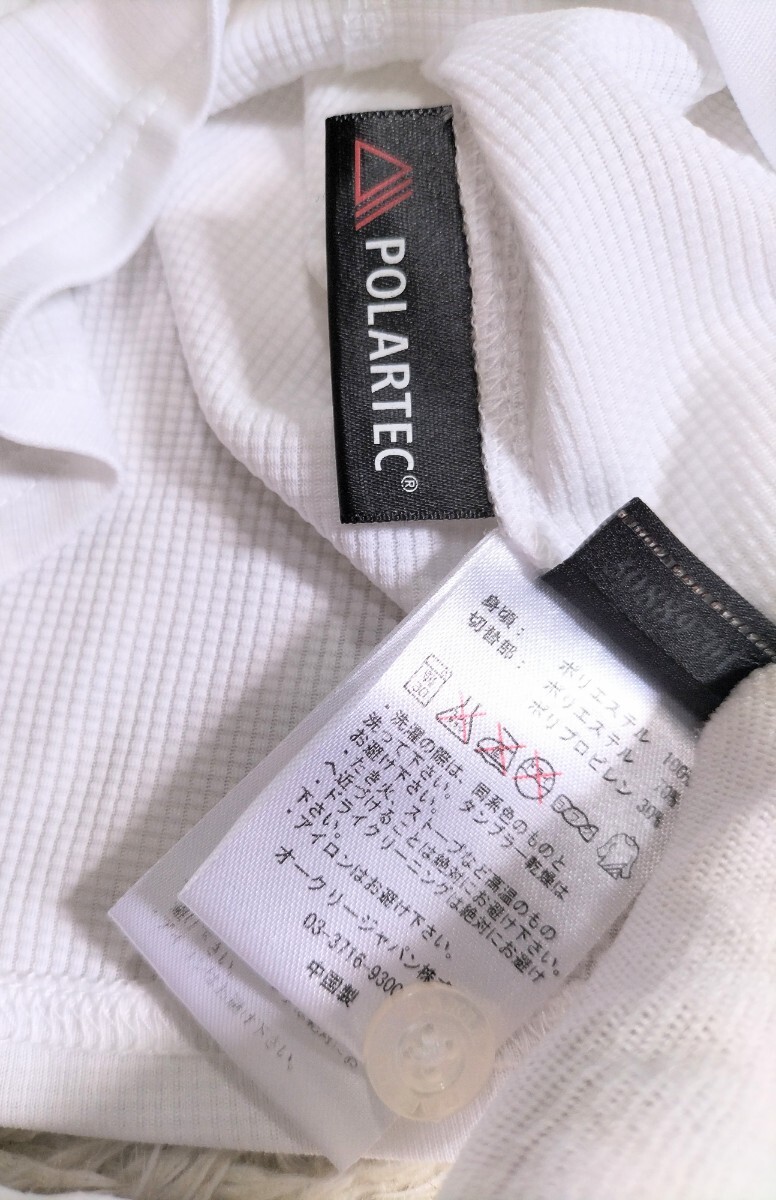 POLARTEC®
身頃：
ポリエステル 100%
切替部：
ポリエステル 70%
ポリプロピレン 30%
・洗濯の際は、同系色のものと
洗って下さい。タンブラー乾燥は
お避け下さい。
・たき火、ストーブなど高温のもの
へ近づけることは絶対にお避け下さい。
・ドライクリーニングは絶対にお避け
下さい。
・アイロンはお避け下さい。
オークリージャパン株式
03-3716-930
中国製